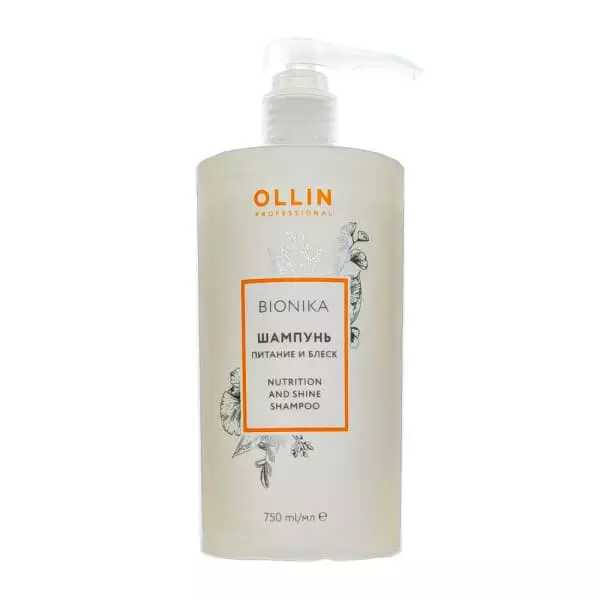 OLLIN
PROFESSIONAL
BIONIKA
ШАМПУНЬ
ПИТАНИЕ И БЛЕСК
NUTRITION
AND SHINE
SHAMPOO
750 ml/мл ℮